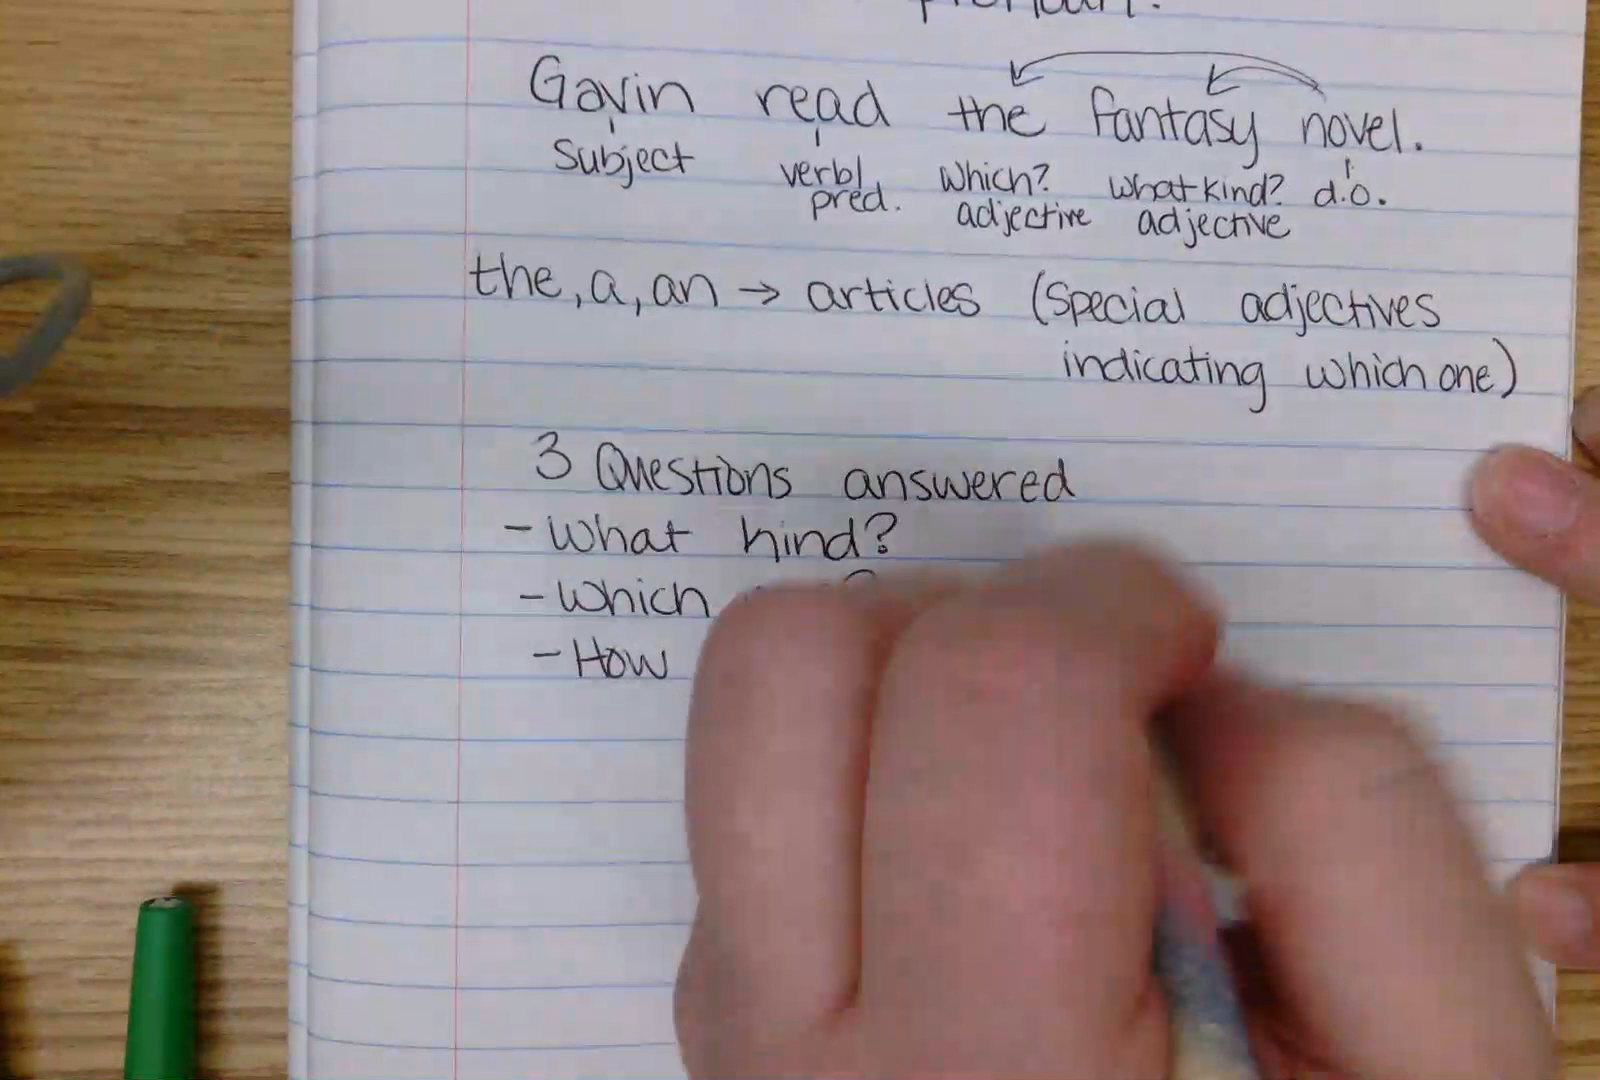 Gavin read the fantasy novel.
Subject verb/ Which? what kind? d.o.
pred. adjective adjective
the, a, an → articles (Special adjectives
indicating which one)
3 Questions answered
- What kind?
- Which
- How